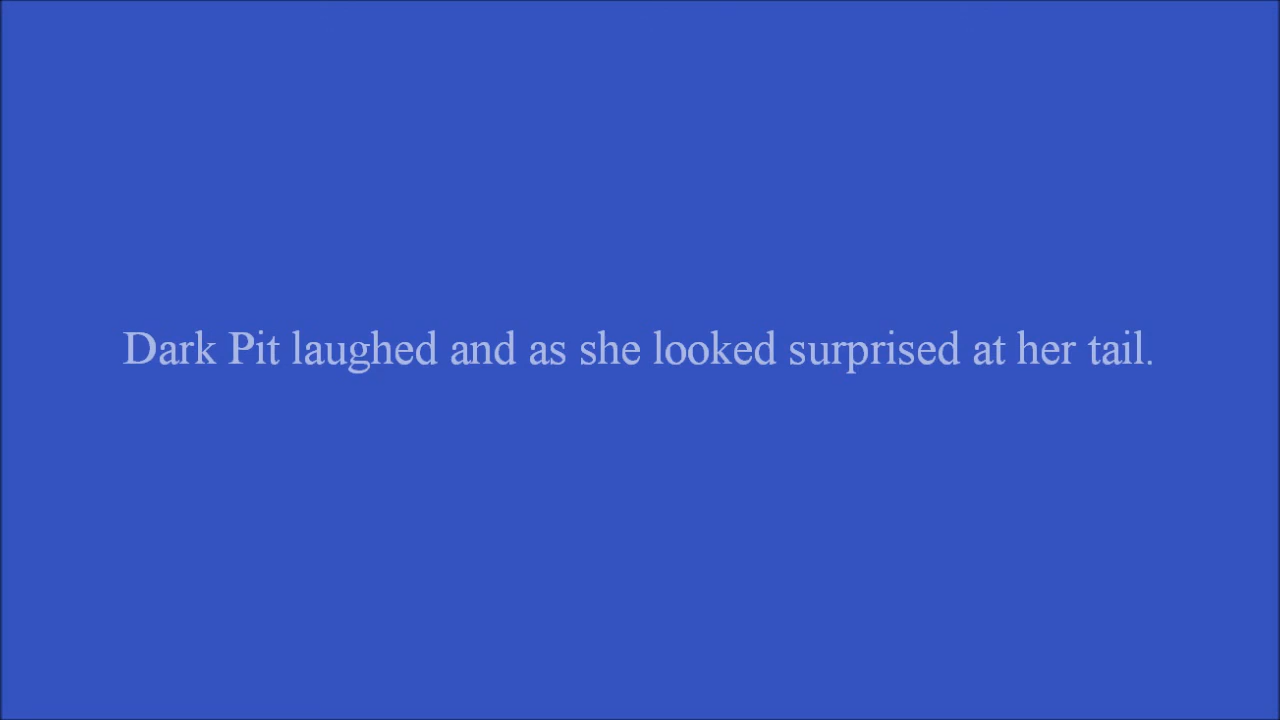 Dark Pit laughed and as she looked surprised at her tail.